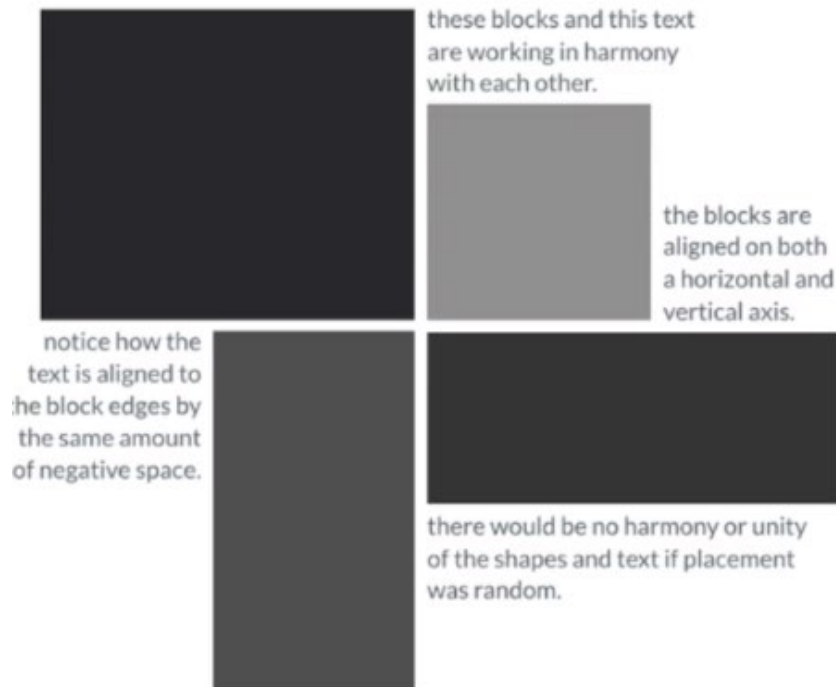 these blocks and this text
are working in harmony
with each other.
the blocks are
aligned on both
a horizontal and
vertical axis.
notice how the
text is aligned to
he block edges by
the same amount
of negative space.
there would be no harmony or unity
of the shapes and text if placement
was random.